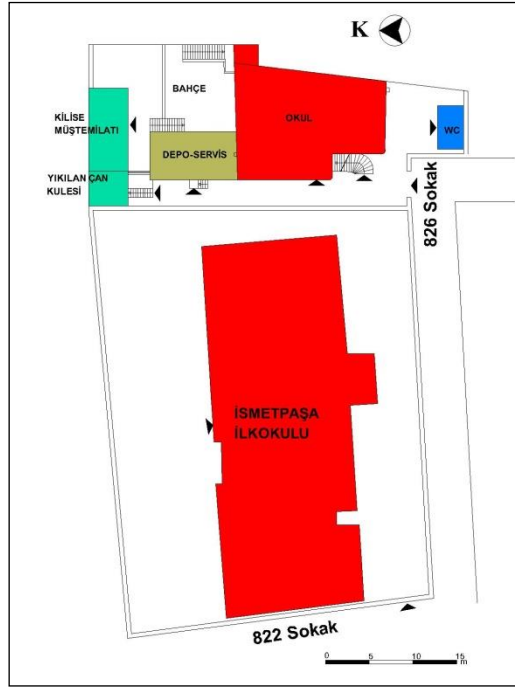 K
BAHÇE
KİLİSE
MÜŞTEMİLATI
OKUL
WC
DEPO-SERVİS
YIKILAN ÇAN
KULESİ
826 Sokak
İSMETPAŞA
İLKOKULU
822 Sokak
0 5 10 15
m